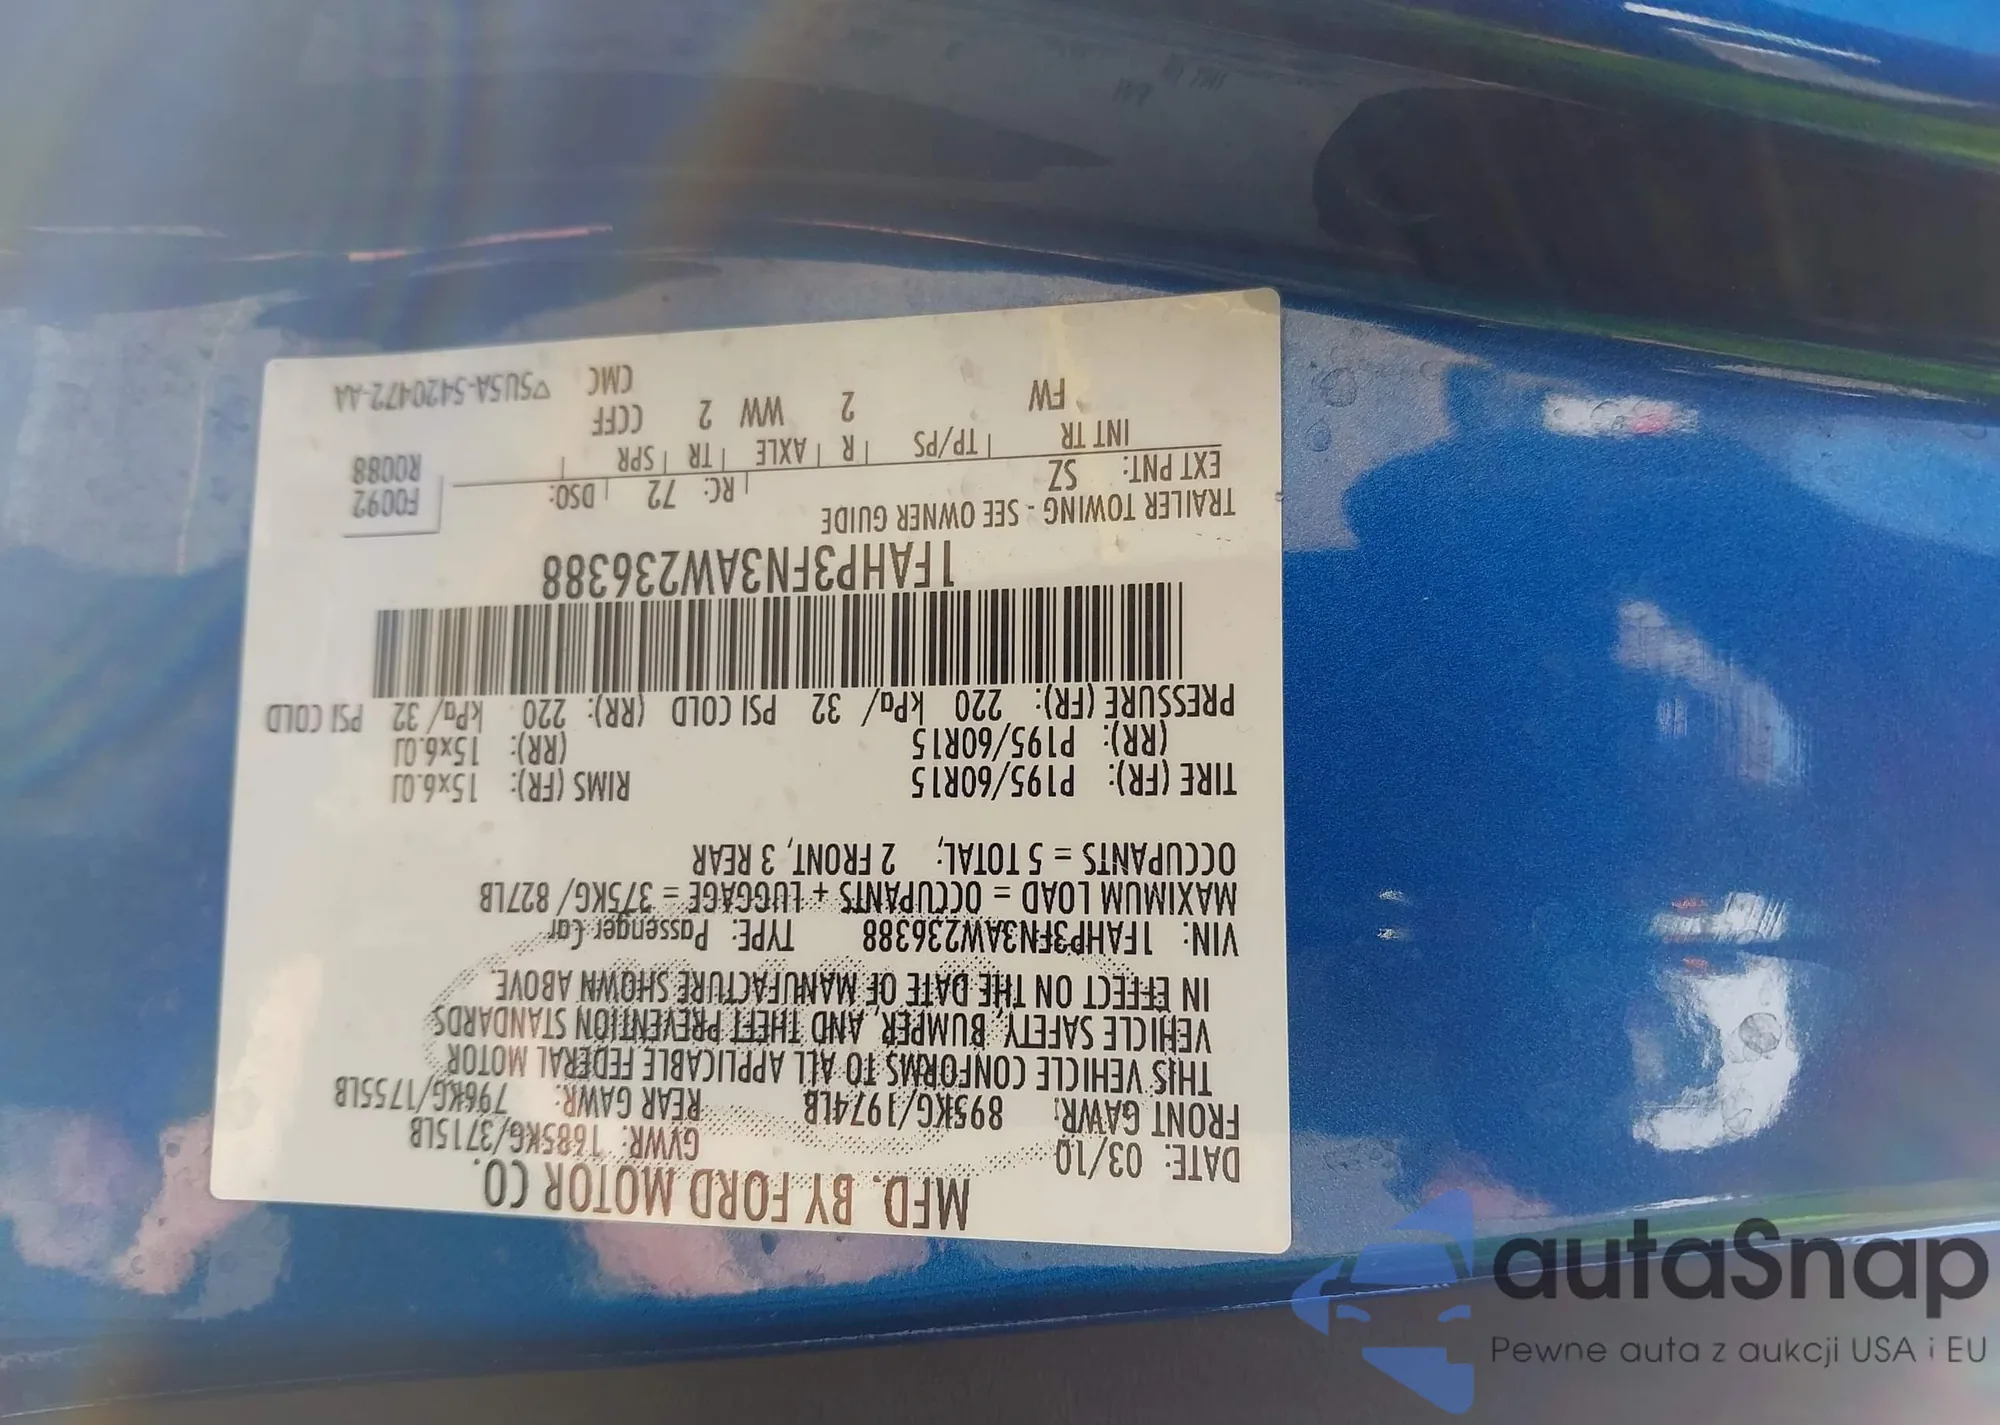 MFD. BY FORD MOTOR CO.
DATE: 03/10 GVWR: 1685KG/3715LB
FRONT GAWR: 895KG/1974LB REAR GAWR: 796KG/1755LB
THIS VEHICLE CONFORMS TO ALL APPLICABLE FEDERAL MOTOR
VEHICLE SAFETY, BUMPER, AND THEFT PREVENTION STANDARDS
IN EFFECT ON THE DATE OF MANUFACTURE SHOWN ABOVE.
VIN: 1FAHP3FN3AW236388 TYPE: Passenger Car
MAXIMUM LOAD = OCCUPANTS + LUGGAGE = 375KG/ 827LB
OCCUPANTS = 5 TOTAL, 2 FRONT, 3 REAR
TIRE (FR): P195/60R15 RIMS (FR): 15x6.0J
(RR): P195/60R15 (RR): 15x6.0J
PRESSURE (FR): 220 kPa/ 32 PSI COLD (RR): 220 kPa/ 32 PSI COLD
1FAHP3FN3AW236388
TRAILER TOWING - SEE OWNER GUIDE
F0092
EXT PNT: SZ RC: 72 DSO:
R0088
INT TR TP/PS R AXLE TR SPR
FW 2 WW 2 CCFF
CMC ▽5U5A-5420472-AA
autaSnap
Pewne auta z aukcji USA i EU